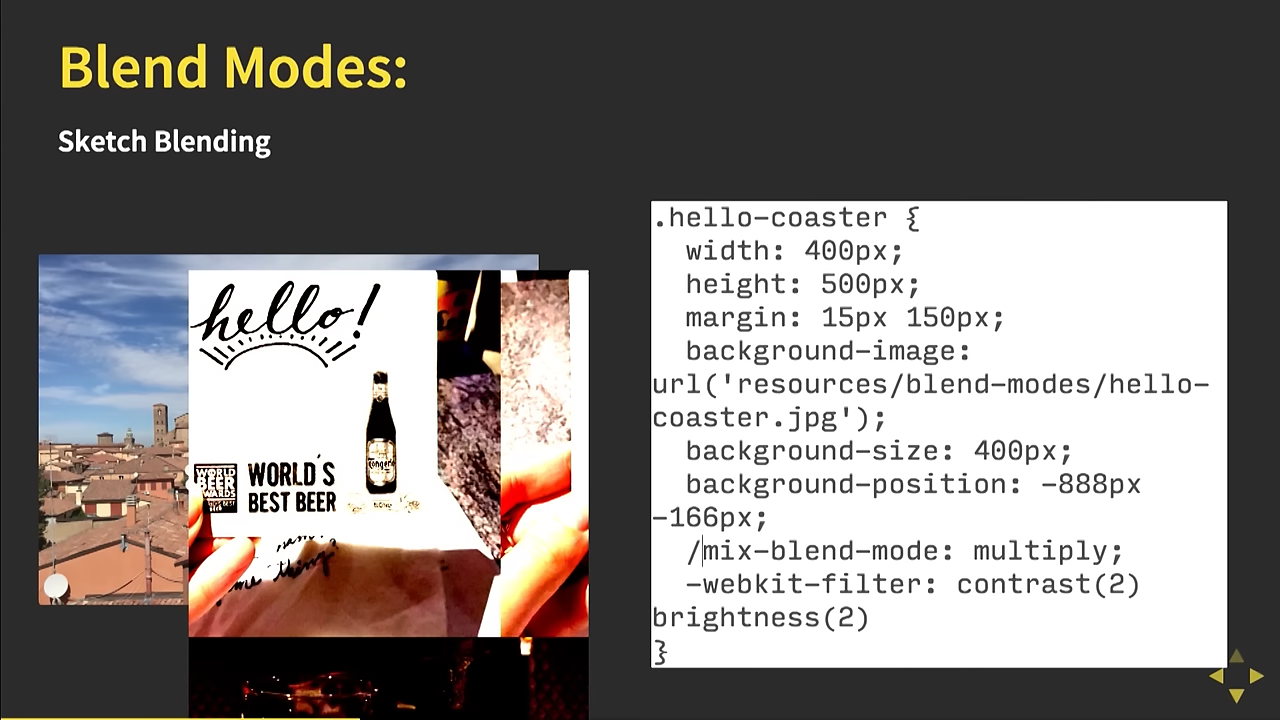 Blend Modes:
Sketch Blending
hello!
WORLD'S
BEST BEER
WORLD
BEER
.hello-coaster {
width: 400px;
height: 500px;
margin: 15px 150px;
background-image:
url('resources/blend-modes/hello-
coaster.jpg');
background-size: 400px;
background-position: -888px
-166px;
/mix-blend-mode: multiply;
-webkit-filter: contrast(2)
brightness(2)
}